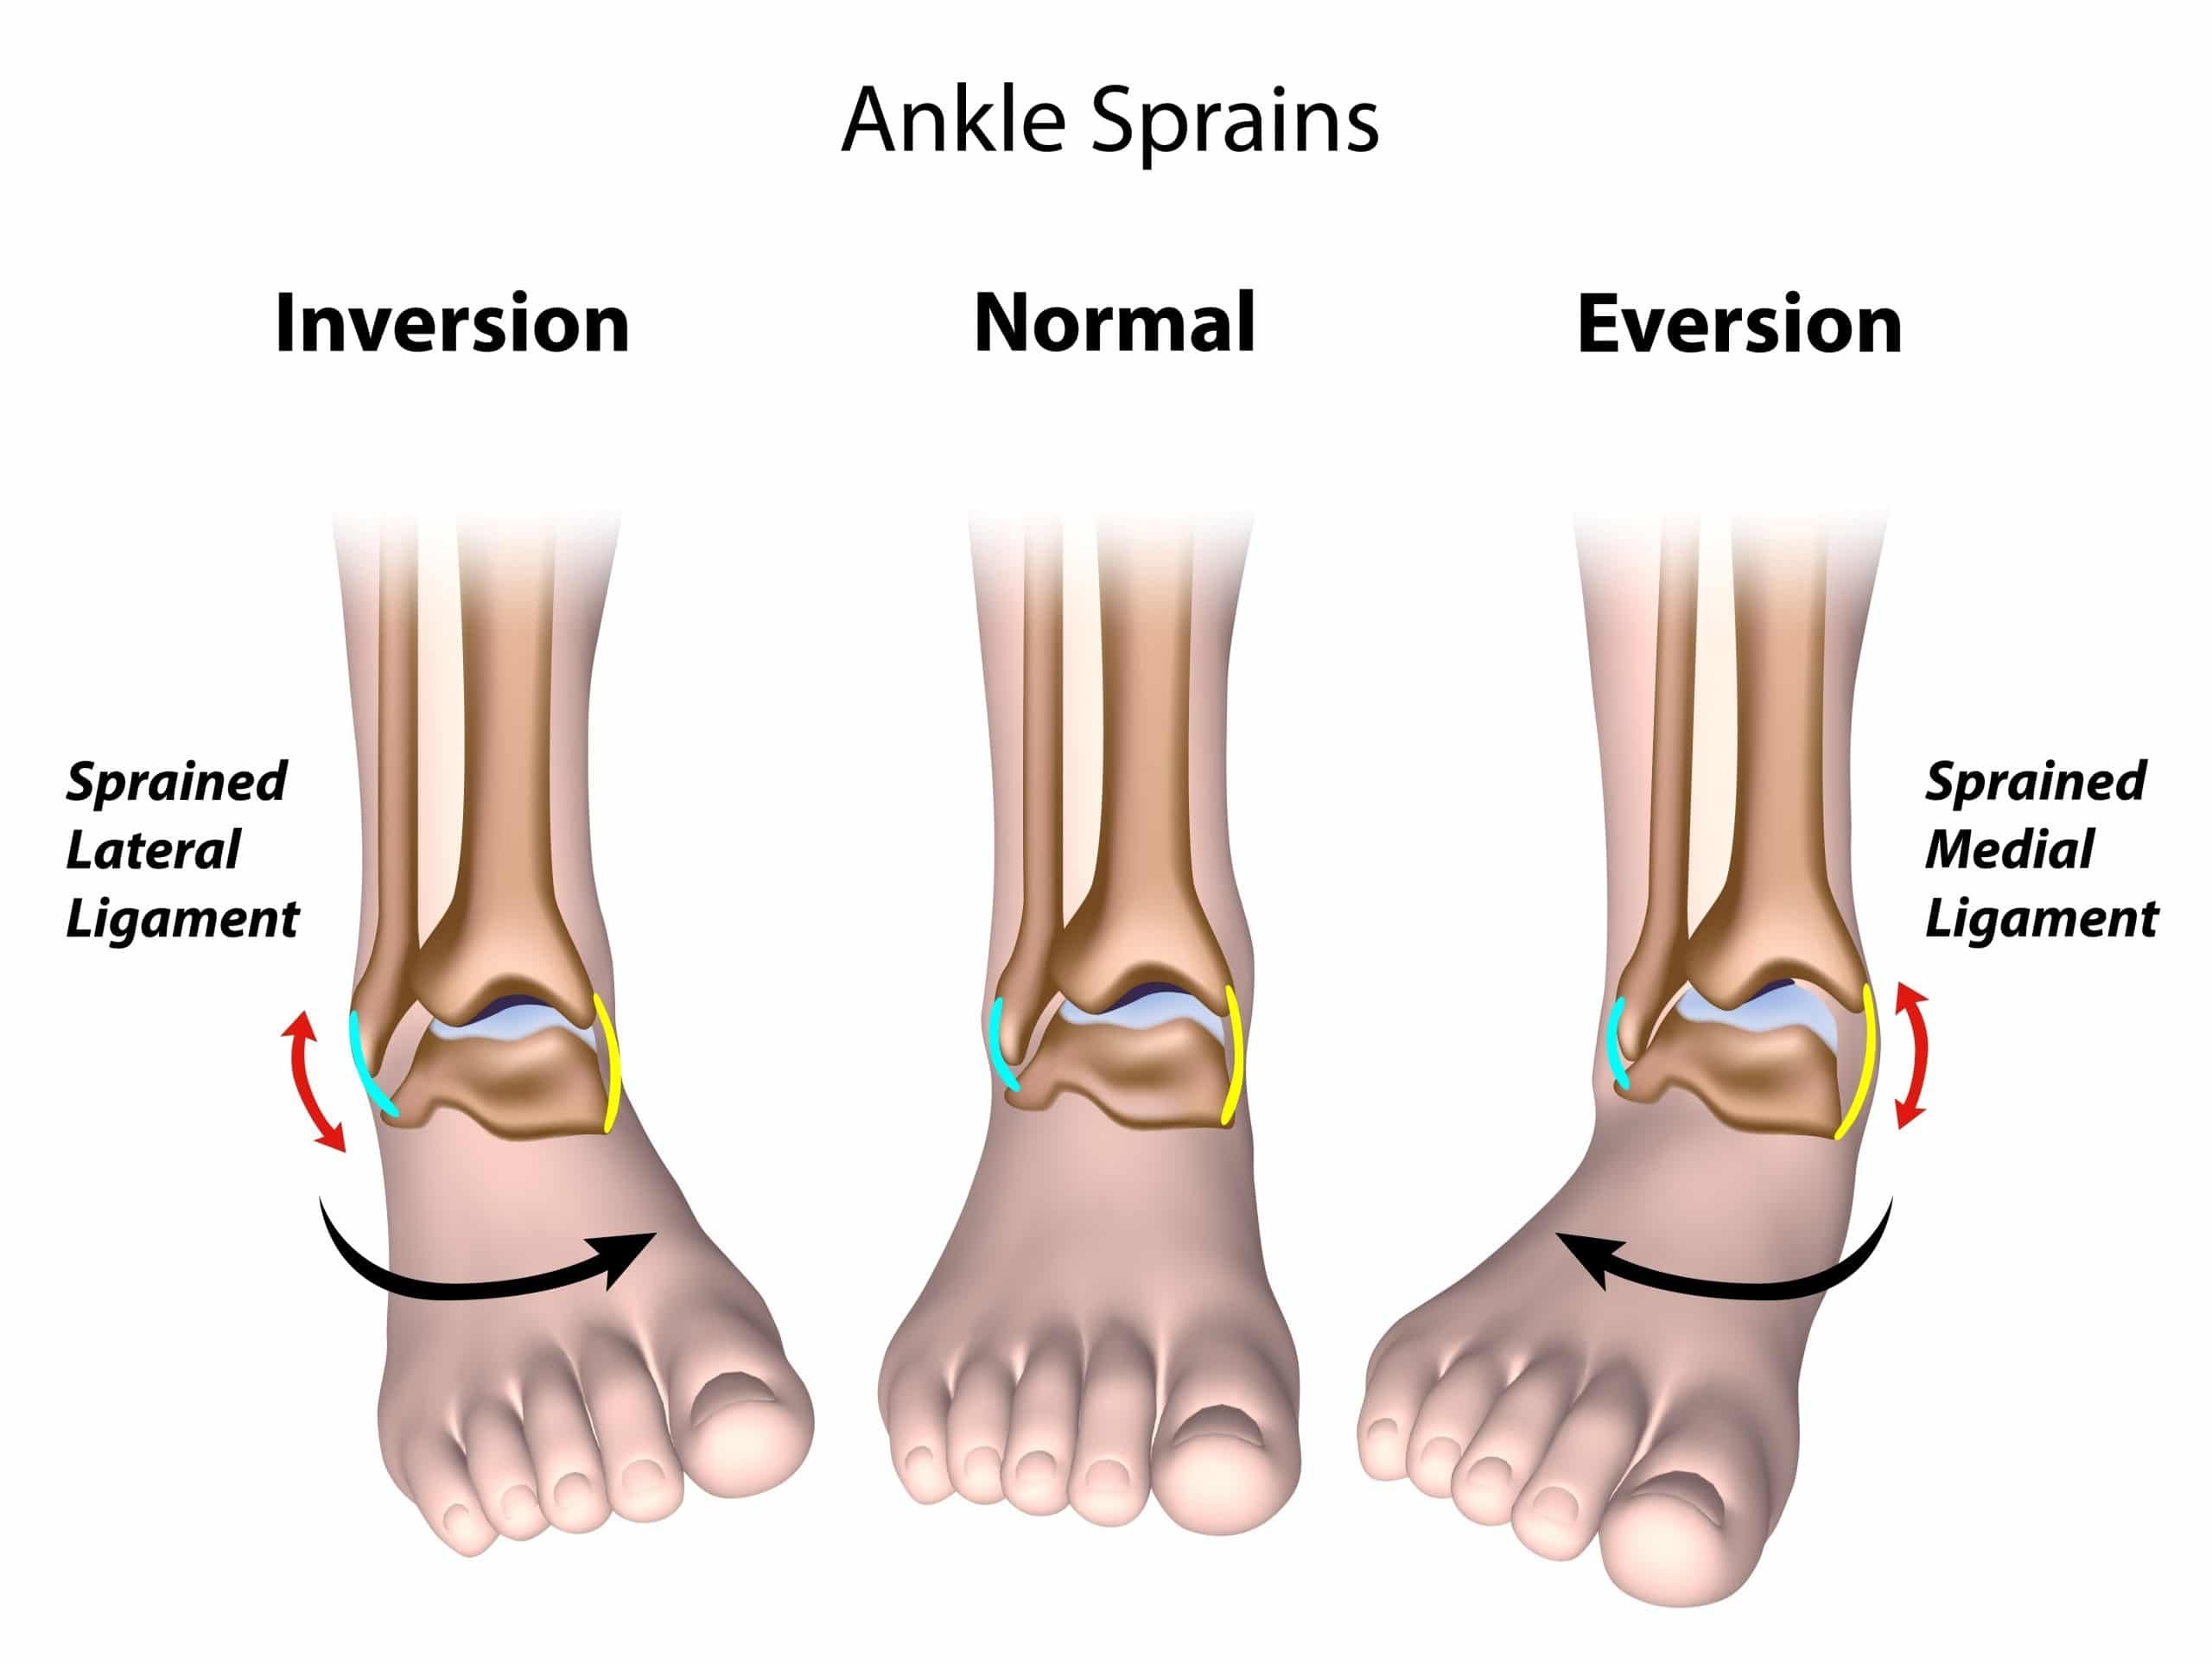 Ankle Sprains
Inversion
Normal
Eversion
Sprained
Lateral
Ligament
Sprained
Medial
Ligament